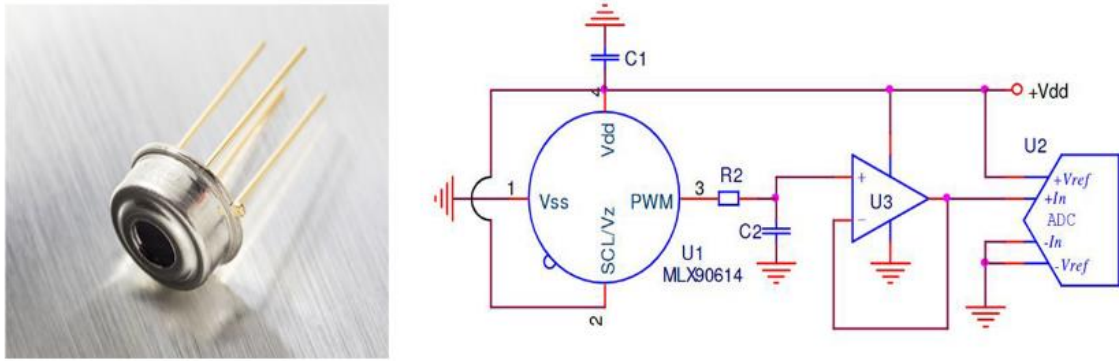 C1
4
+Vdd
Vdd
U2
1
Vss
PWM
3
R2
+
U3
-
+Vref
+In
ADC
-In
-Vref
SCL/Vz
C2
U1
MLX90614
2